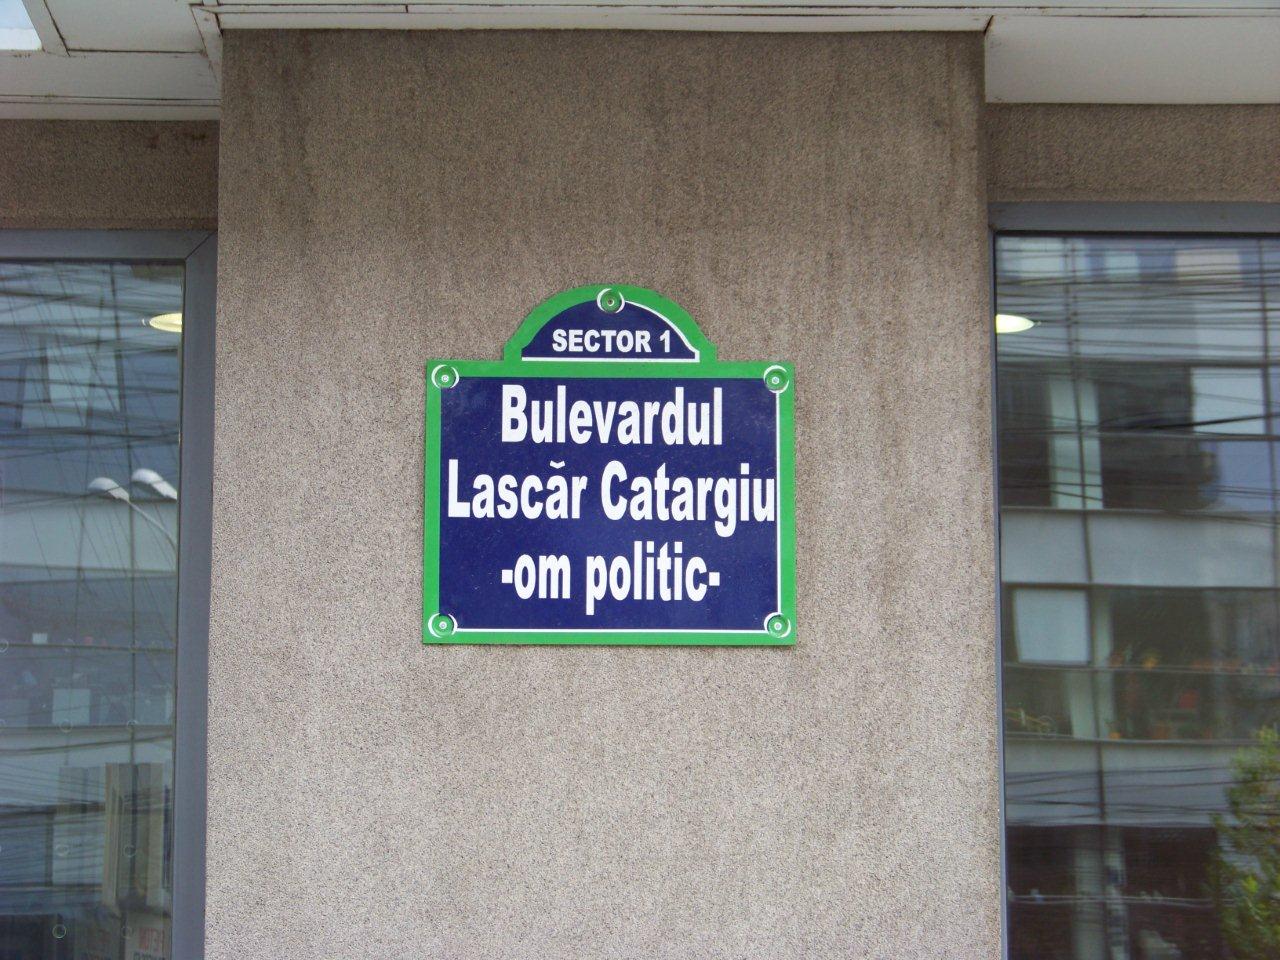 SECTOR 1
Bulevardul
Lascăr Catargiu
-om politic-